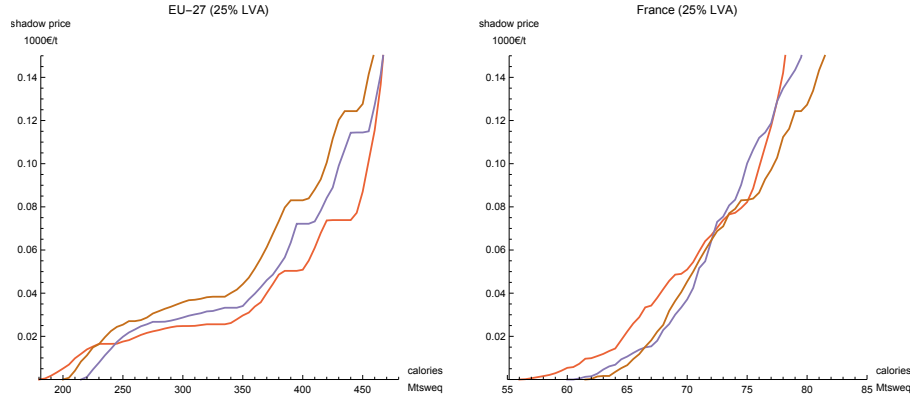 EU−27 (25% LVA)
shadow price
1000€/t
0.14
0.12
0.10
0.08
0.06
0.04
0.02
200
250
300
350
400
450
calories
Mtsweq
France (25% LVA)
shadow price
1000€/t
0.14
0.12
0.10
0.08
0.06
0.04
0.02
55
60
65
70
75
80
85
calories
Mtsweq